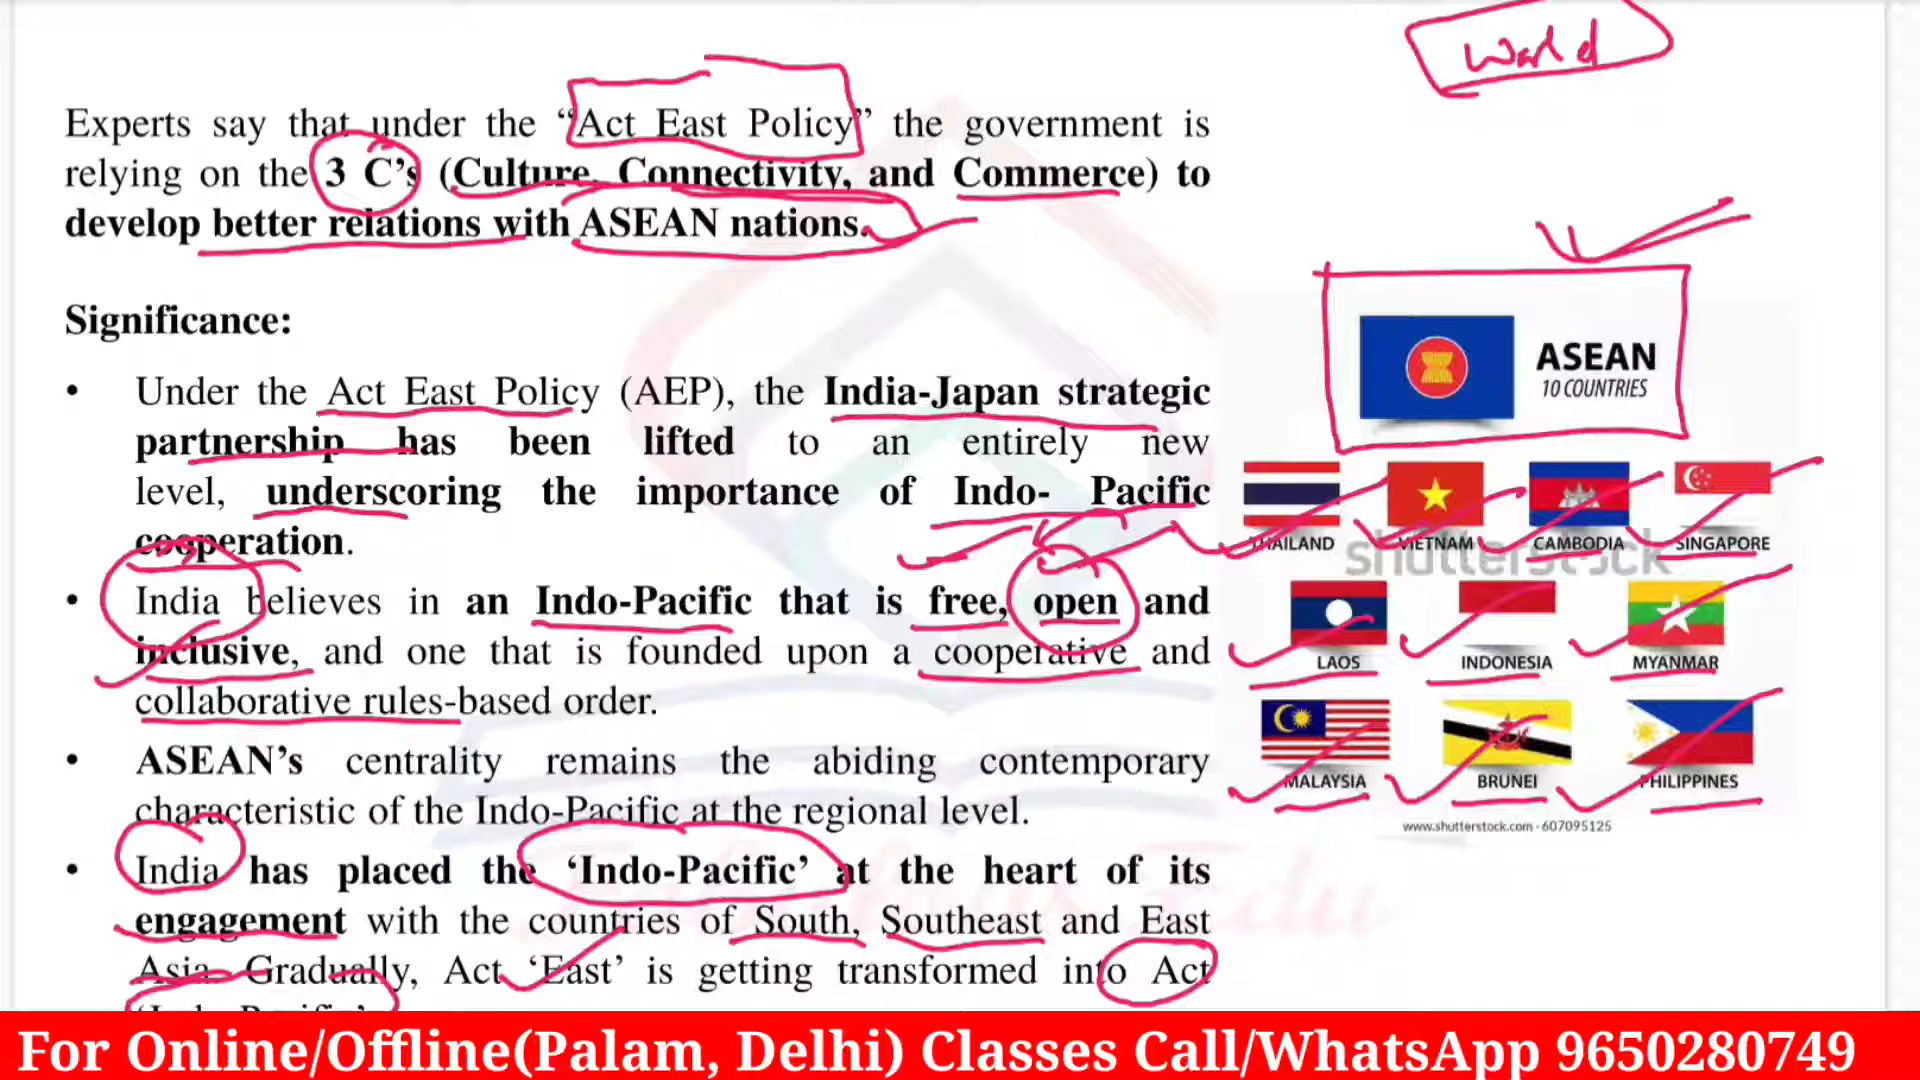 World
Experts say that under the “Act East Policy” the government is
relying on the 3 C’s (Culture, Connectivity, and Commerce) to
develop better relations with ASEAN nations.
Significance:
• Under the Act East Policy (AEP), the India-Japan strategic
partnership has been lifted to an entirely new
level, underscoring the importance of Indo- Pacific
cooperation.
• India believes in an Indo-Pacific that is free, open and
inclusive, and one that is founded upon a cooperative and
collaborative rules-based order.
• ASEAN’s centrality remains the abiding contemporary
characteristic of the Indo-Pacific at the regional level.
• India has placed the ‘Indo-Pacific’ at the heart of its
engagement with the countries of South, Southeast and East
Asia. Gradually, Act ‘East’ is getting transformed into Act
‘Indo-Pacific’.
ASEAN
10 COUNTRIES
THAILAND VIETNAM CAMBODIA SINGAPORE
shutterstock
LAOS INDONESIA MYANMAR
MALAYSIA BRUNEI PHILIPPINES
www.shutterstock.com · 607095125
Edu
For Online/Offline(Palam, Delhi) Classes Call/WhatsApp 9650280749